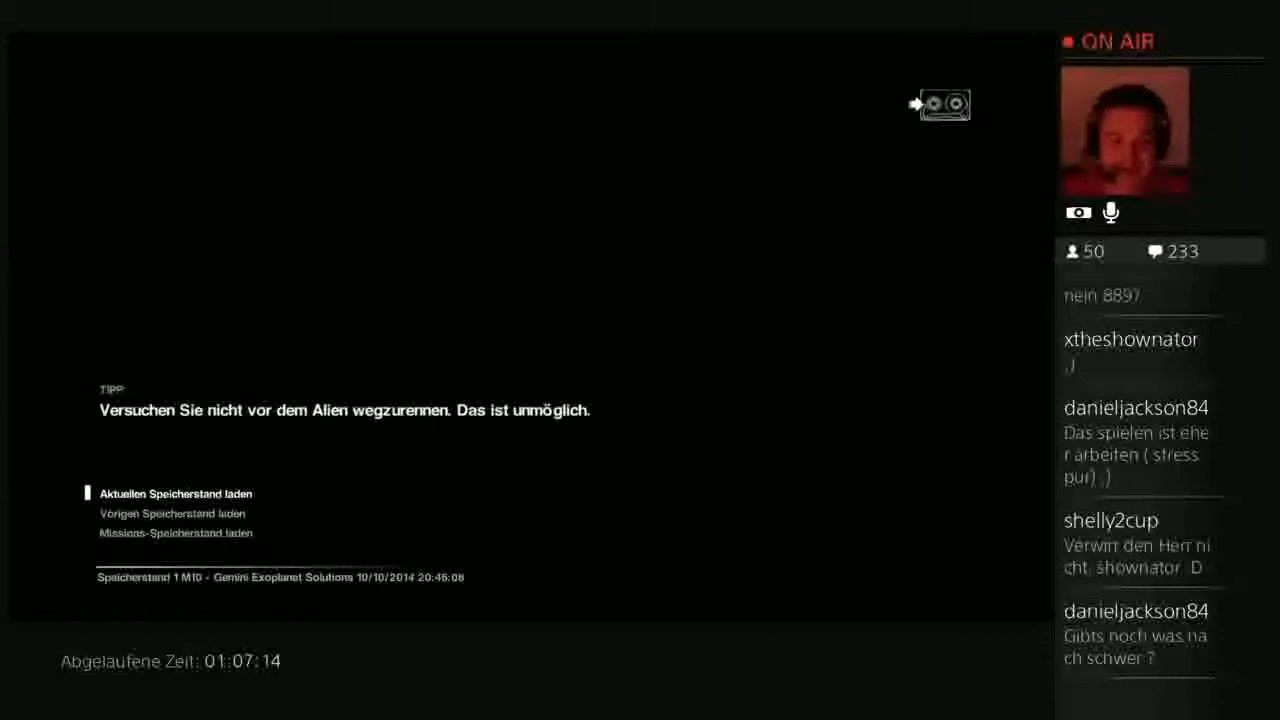 ON AIR
50 233
nein 8897
xtheshownator
;)
danieljackson84
Das spielen ist ehe
r arbeiten ( stress
pur) ;)
TIPP:
Versuchen Sie nicht vor dem Alien wegzurennen. Das ist unmöglich.
Aktuellen Speicherstand laden
Vorigen Speicherstand laden
Missions-Speicherstand laden
shelly2cup
Verwirr den Herr ni
cht, shownator :D
Speicherstand 1 M10 - Gemini Exoplanet Solutions 10/10/2014 20:46:08
danieljackson84
Gibts noch was na
ch schwer ?
Abgelaufene Zeit: 01:07:14